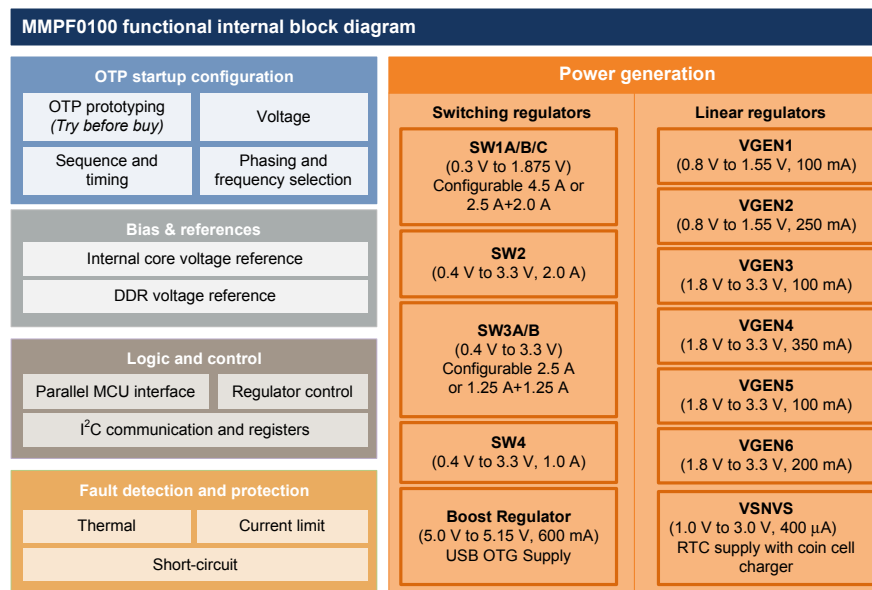 MMPF0100 functional internal block diagram
OTP startup configuration
OTP prototyping
(Try before buy)
Voltage
Sequence and
timing
Phasing and
frequency selection
Bias & references
Internal core voltage reference
DDR voltage reference
Logic and control
Parallel MCU interface
Regulator control
I²C communication and registers
Fault detection and protection
Thermal
Current limit
Short-circuit
Power generation
Switching regulators
SW1A/B/C
(0.3 V to 1.875 V)
Configurable 4.5 A or
2.5 A+2.0 A
SW2
(0.4 V to 3.3 V, 2.0 A)
SW3A/B
(0.4 V to 3.3 V)
Configurable 2.5 A
or 1.25 A+1.25 A
SW4
(0.4 V to 3.3 V, 1.0 A)
Boost Regulator
(5.0 V to 5.15 V, 600 mA)
USB OTG Supply
Linear regulators
VGEN1
(0.8 V to 1.55 V, 100 mA)
VGEN2
(0.8 V to 1.55 V, 250 mA)
VGEN3
(1.8 V to 3.3 V, 100 mA)
VGEN4
(1.8 V to 3.3 V, 350 mA)
VGEN5
(1.8 V to 3.3 V, 100 mA)
VGEN6
(1.8 V to 3.3 V, 200 mA)
VSNVS
(1.0 V to 3.0 V, 400 μA)
RTC supply with coin cell
charger